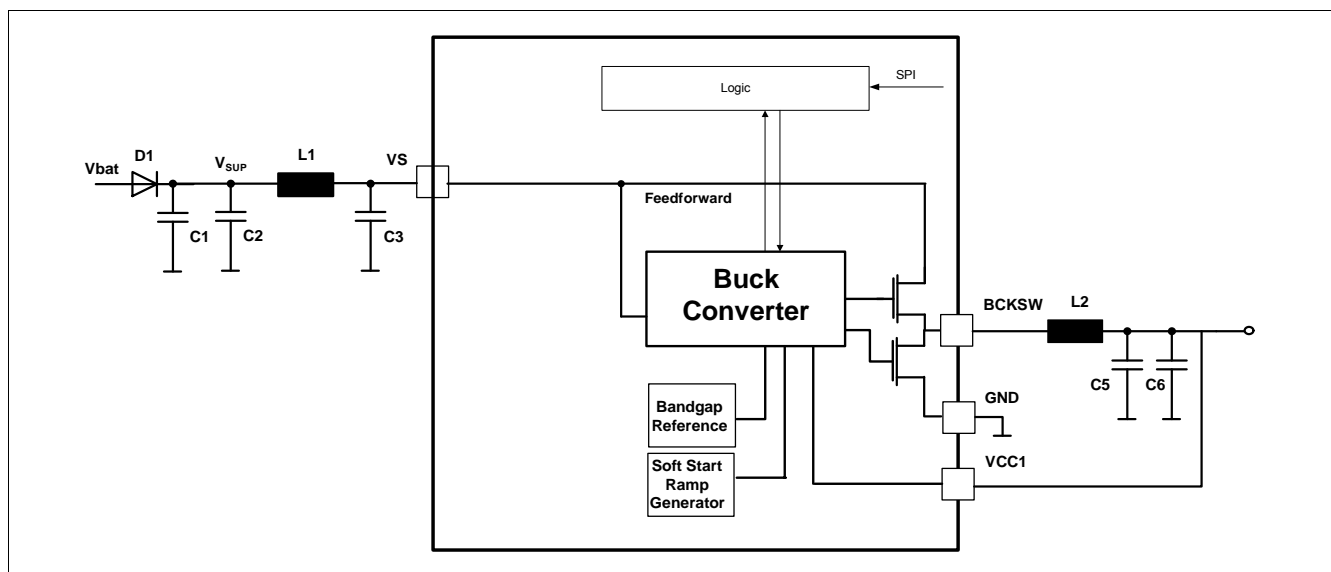 SPI
Logic
D1
V_SUP
L1
VS
Vbat
Feedforward
C1
C2
C3
Buck
Converter
BCKSW
L2
C5
C6
GND
Bandgap
Reference
VCC1
Soft Start
Ramp
Generator